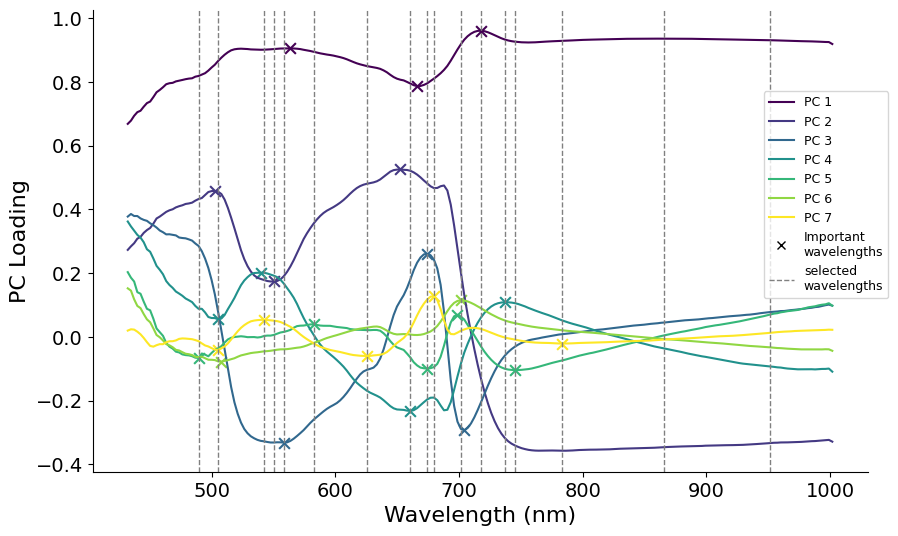 1.0
0.8
0.6
0.4
0.2
0.0
−0.2
−0.4
PC Loading
500
600
700
800
900
1000
Wavelength (nm)
PC 1
PC 2
PC 3
PC 4
PC 5
PC 6
PC 7
Important
wavelengths
selected
wavelengths